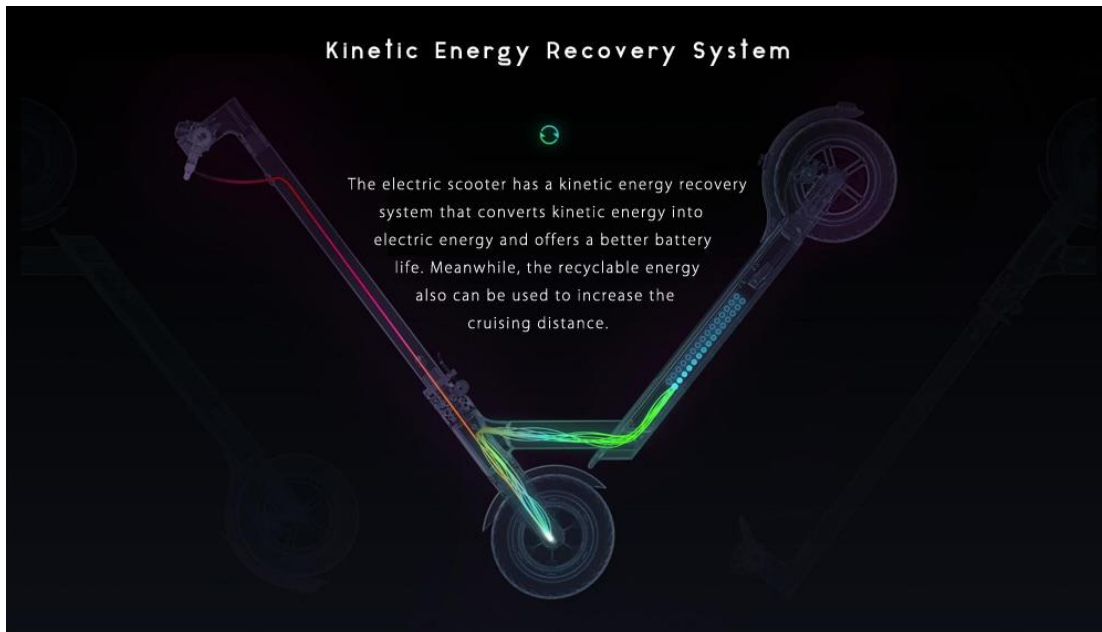 Kinetic Energy Recovery System
The electric scooter has a kinetic energy recovery
system that converts kinetic energy into
electric energy and offers a better battery
life. Meanwhile, the recyclable energy
also can be used to increase the
cruising distance.